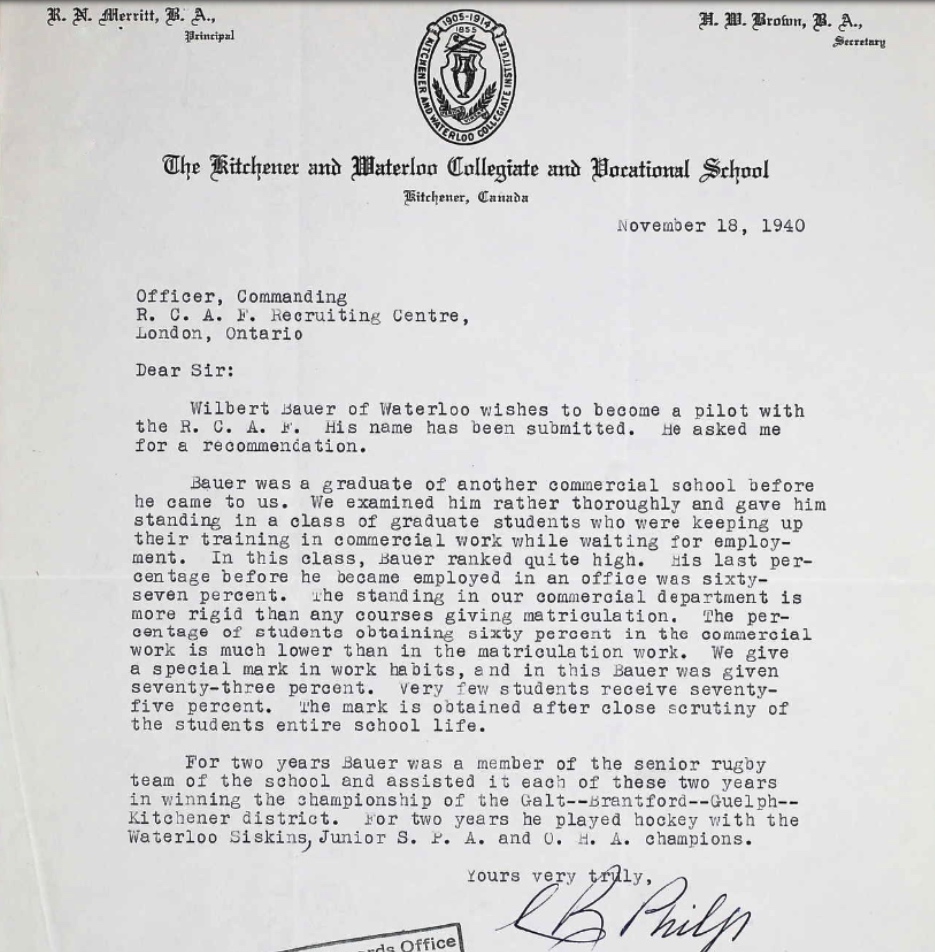 R. N. Merritt, B. A.,
Principal
H. W. Brown, B. A.,
Secretary
1905-1914
1855
KITCHENER AND WATERLOO COLLEGIATE INSTITUTE
The Kitchener and Waterloo Collegiate and Vocational School
Kitchener, Canada
November 18, 1940
Officer, Commanding
R. C. A. F. Recruiting Centre,
London, Ontario
Dear Sir:
Wilbert Bauer of Waterloo wishes to become a pilot with
the R. C. A. F. His name has been submitted. He asked me
for a recommendation.
Bauer was a graduate of another commercial school before
he came to us. We examined him rather thoroughly and gave him
standing in a class of graduate students who were keeping up
their training in commercial work while waiting for employ-
ment. In this class, Bauer ranked quite high. His last per-
centage before he became employed in an office was sixty-
seven percent. The standing in our commercial department is
more rigid than any courses giving matriculation. The per-
centage of students obtaining sixty percent in the commercial
work is much lower than in the matriculation work. We give
a special mark in work habits, and in this Bauer was given
seventy-three percent. Very few students receive seventy-
five percent. The mark is obtained after close scrutiny of
the students entire school life.
For two years Bauer was a member of the senior rugby
team of the school and assisted it each of these two years
in winning the championship of the Galt--Brantford--Guelph--
Kitchener district. For two years he played hockey with the
Waterloo Siskins, Junior S. P. A. and O. H. A. champions.
Yours very truly,
Philp
Office